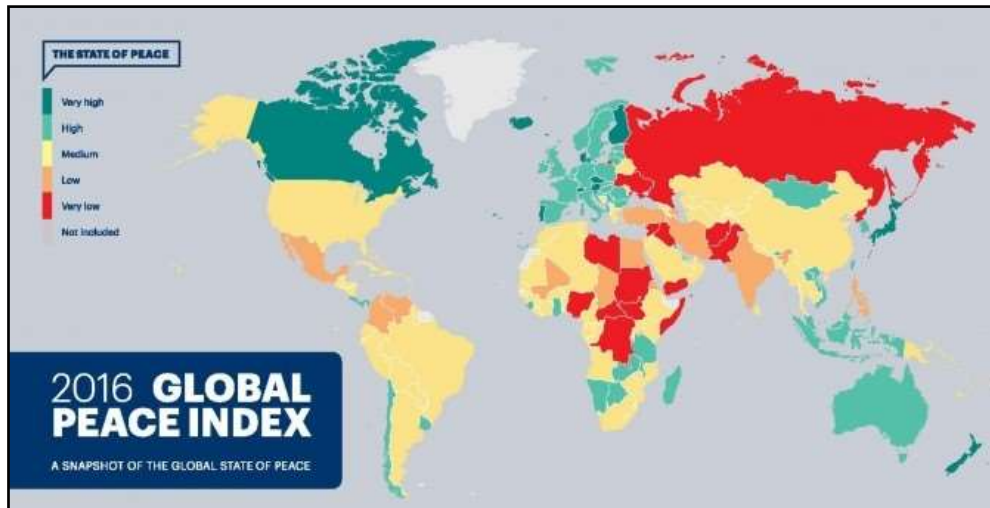 THE STATE OF PEACE
Very high
High
Medium
Low
Very low
Not included
2016 GLOBAL
PEACE INDEX
A SNAPSHOT OF THE GLOBAL STATE OF PEACE